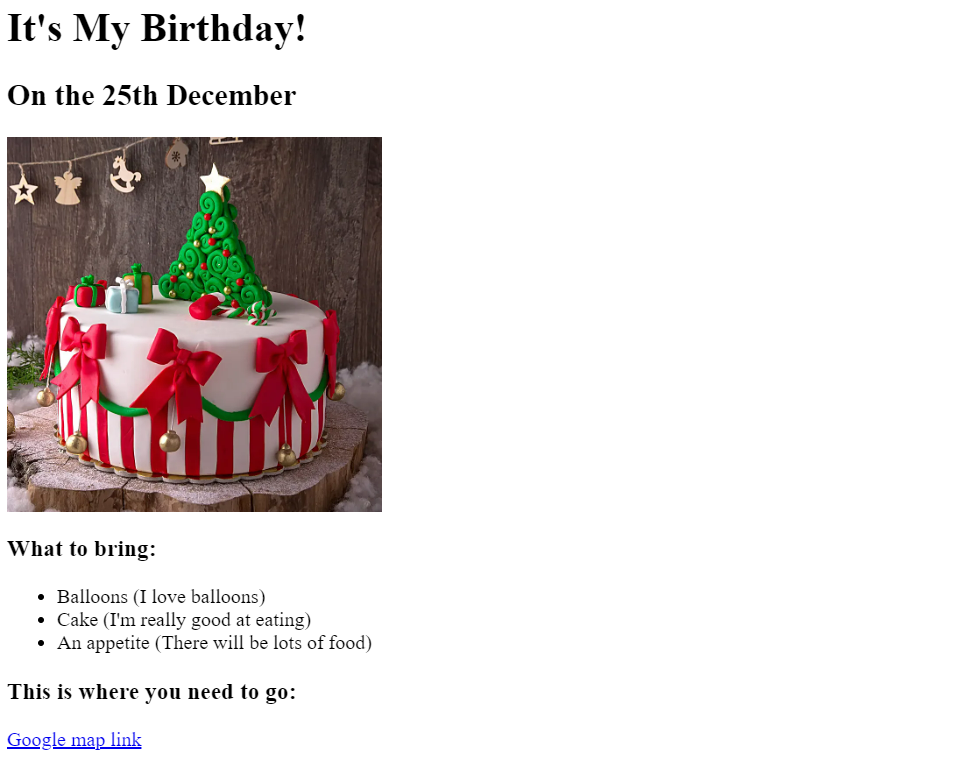 It's My Birthday!
On the 25th December
What to bring:
Balloons (I love balloons)
Cake (I'm really good at eating)
An appetite (There will be lots of food)
This is where you need to go:
Google map link